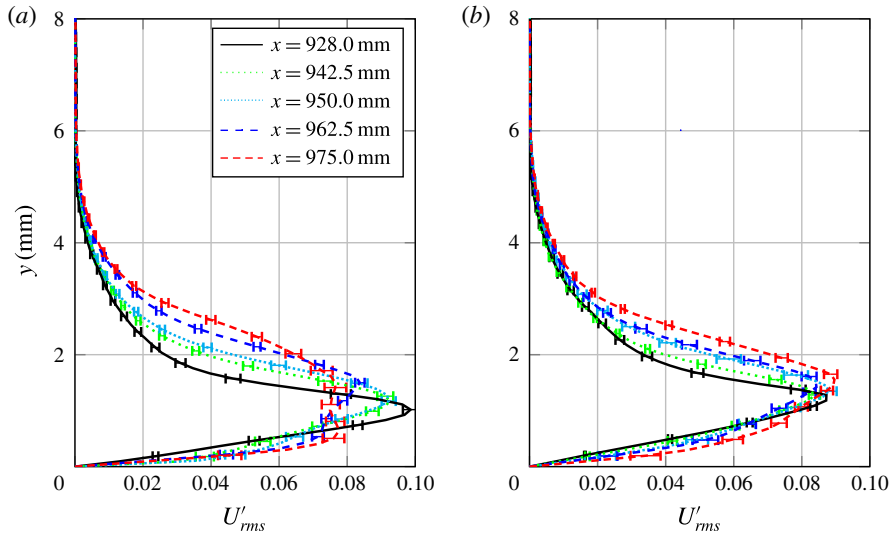 (a)
8
6
4
2
0
y (mm)
x = 928.0 mm
x = 942.5 mm
x = 950.0 mm
x = 962.5 mm
x = 975.0 mm
0.02 0.04 0.06 0.08 0.10
U′rms
(b)
8
6
4
2
0
0.02 0.04 0.06 0.08 0.10
U′rms